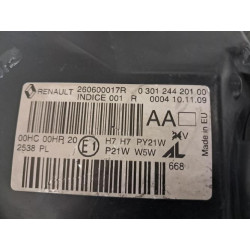 RENAULT 260600017R 0 301 244 201 00
INDICE 001 R 0004 10.11.09
AA
MADE IN EU
00HC 00HR 20 E1 H7 H7 PY21W
2538 PL P21W W5W AL
668